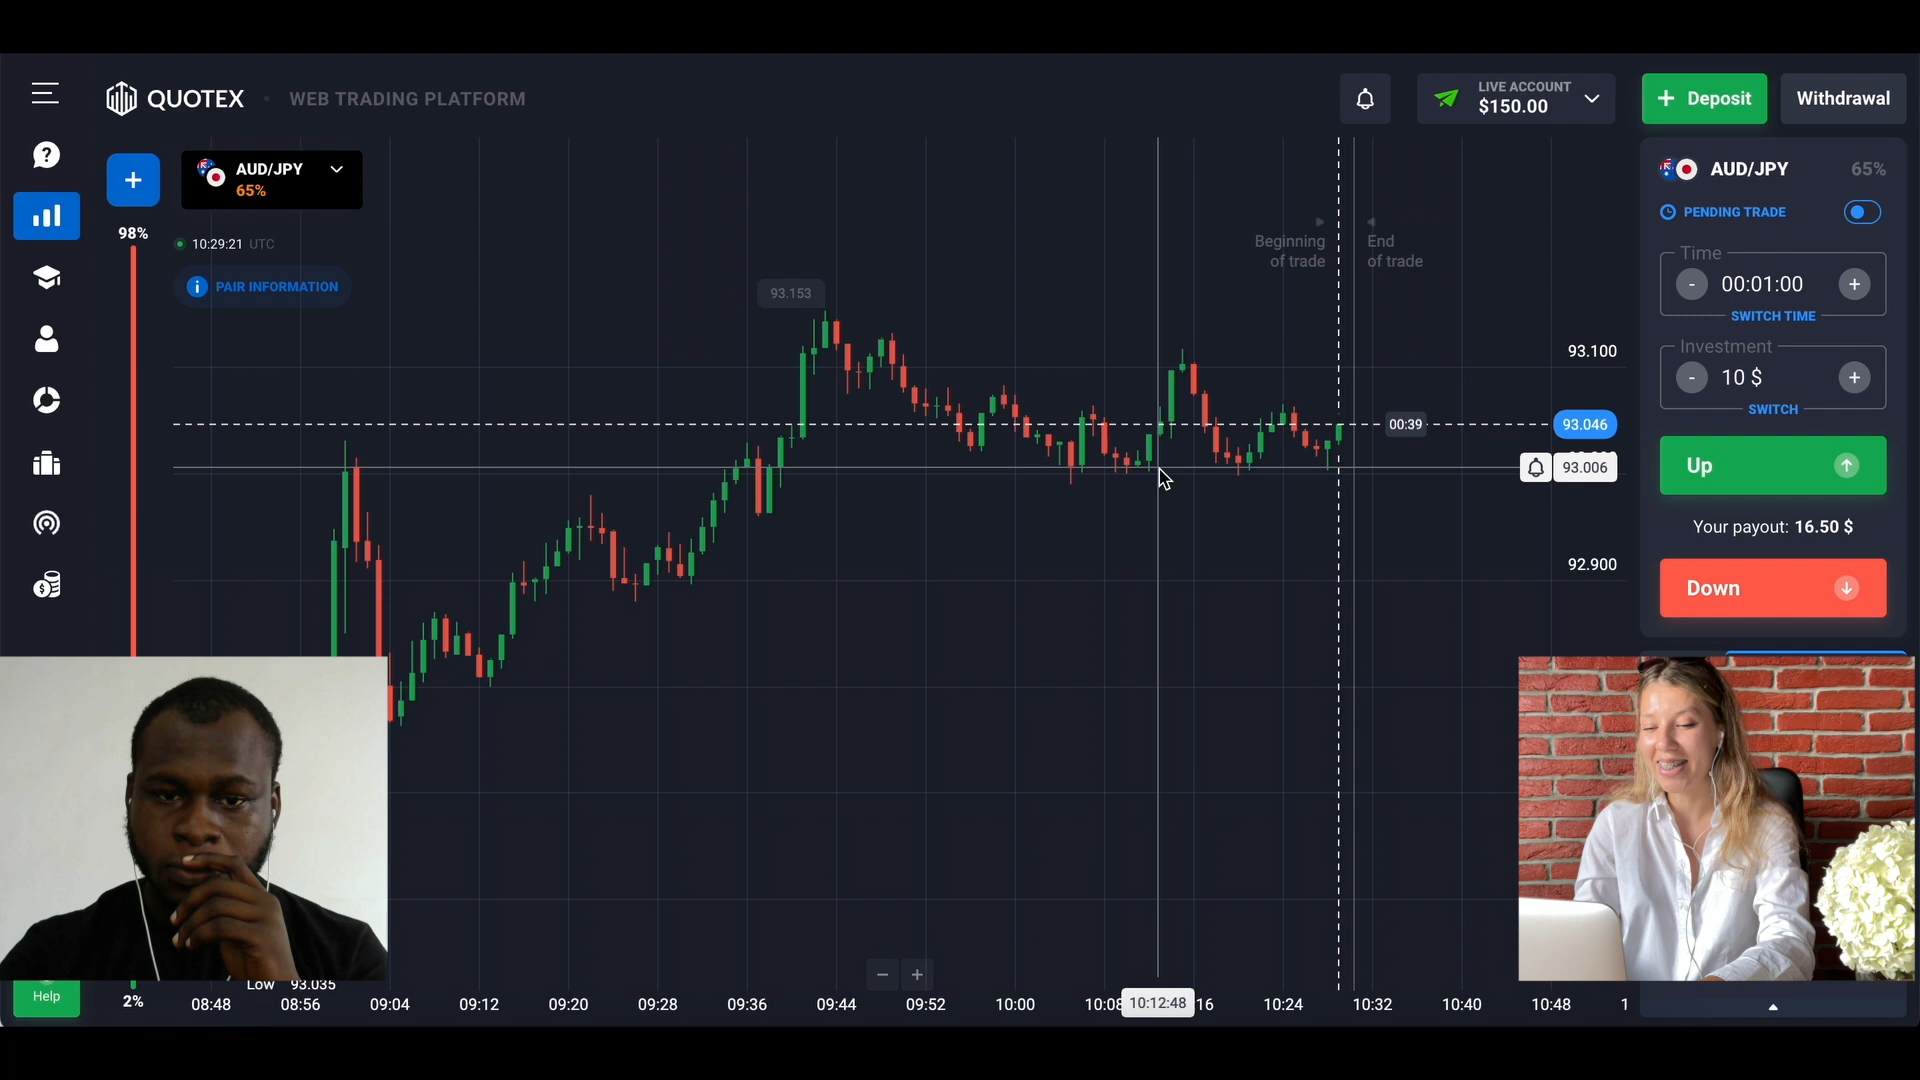 QUOTEX
WEB TRADING PLATFORM
LIVE ACCOUNT
$150.00
+ Deposit
Withdrawal
+
AUD/JPY
65%
98%
10:29:21 UTC
PAIR INFORMATION
93.153
Beginning
of trade
End
of trade
93.100
00:39
93.046
93.006
92.900
AUD/JPY 65%
PENDING TRADE
Time
- 00:01:00 +
SWITCH TIME
Investment
- 10 $ +
SWITCH
Up
Your payout: 16.50 $
Down
Low 93.035
Help
2%
08:48 08:56 09:04 09:12 09:20 09:28 09:36 09:44 09:52 10:00 10:08 10:12:48 16 10:24 10:32 10:40 10:48 1